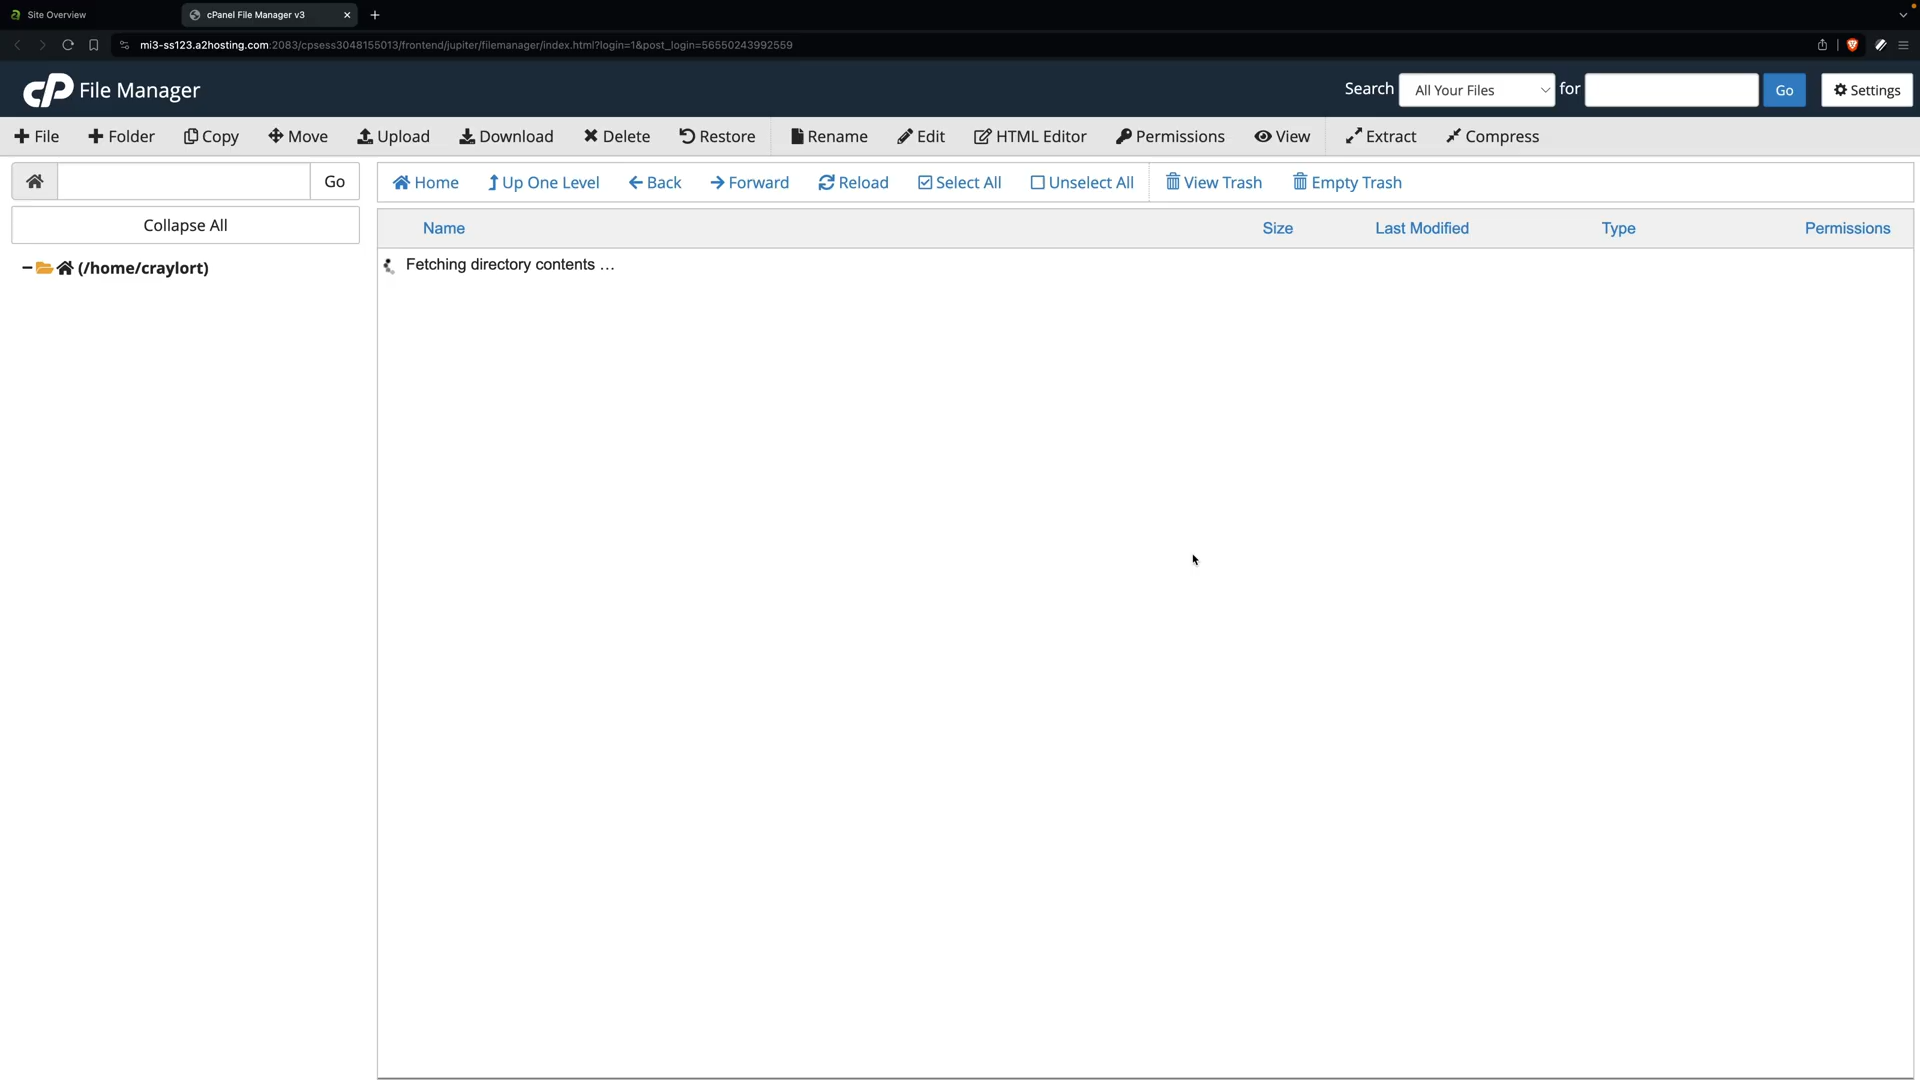 Site Overview
cPanel File Manager v3
mi3-ss123.a2hosting.com:2083/cpsess3048155013/frontend/jupiter/filemanager/index.html?login=1&post_login=56550243992559
cP File Manager
Search All Your Files for Go Settings
File Folder Copy Move Upload Download Delete Restore Rename Edit HTML Editor Permissions View Extract Compress
Go
Home Up One Level Back Forward Reload Select All Unselect All View Trash Empty Trash
Collapse All
Name Size Last Modified Type Permissions
(/home/craylort)
Fetching directory contents ...